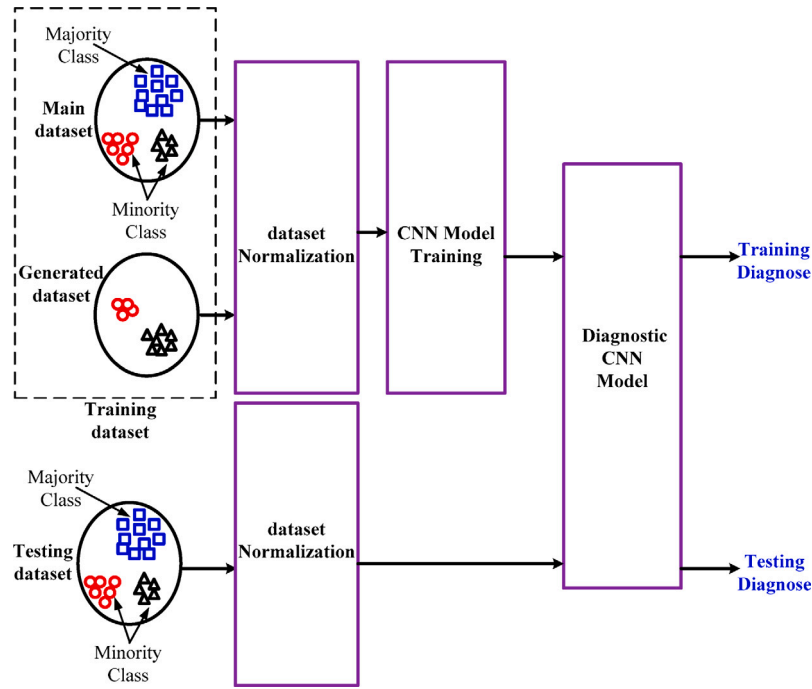 Majority
Class
Main
dataset
Minority
Class
Generated
dataset
Training
dataset
dataset
Normalization
CNN Model
Training
Diagnostic
CNN
Model
Training
Diagnose
Majority
Class
Testing
dataset
Minority
Class
dataset
Normalization
Testing
Diagnose